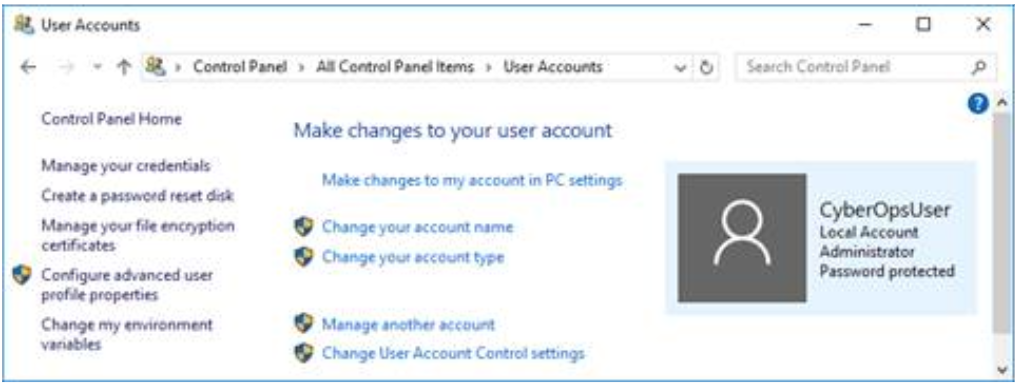 User Accounts
Control Panel › All Control Panel Items › User Accounts
Search Control Panel
Control Panel Home
Manage your credentials
Create a password reset disk
Manage your file encryption
certificates
Configure advanced user
profile properties
Change my environment
variables
Make changes to your user account
Make changes to my account in PC settings
Change your account name
Change your account type
Manage another account
Change User Account Control settings
CyberOpsUser
Local Account
Administrator
Password protected
?